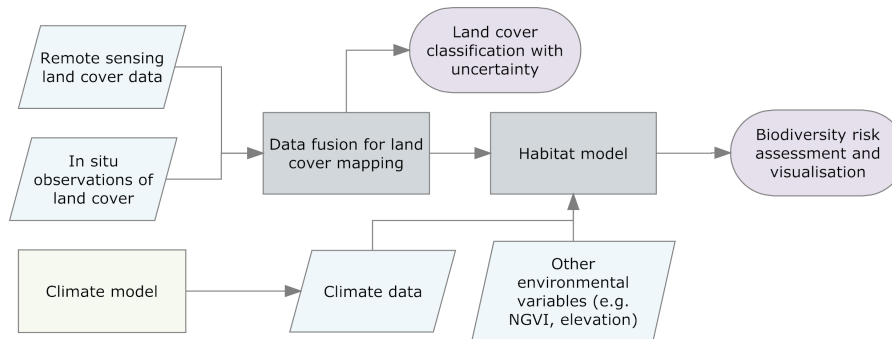 Remote sensing
land cover data
Land cover
classification with
uncertainty
In situ
observations of
land cover
Data fusion for land
cover mapping
Habitat model
Biodiversity risk
assessment and
visualisation
Climate model
Climate data
Other
environmental
variables (e.g.
NGVI, elevation)